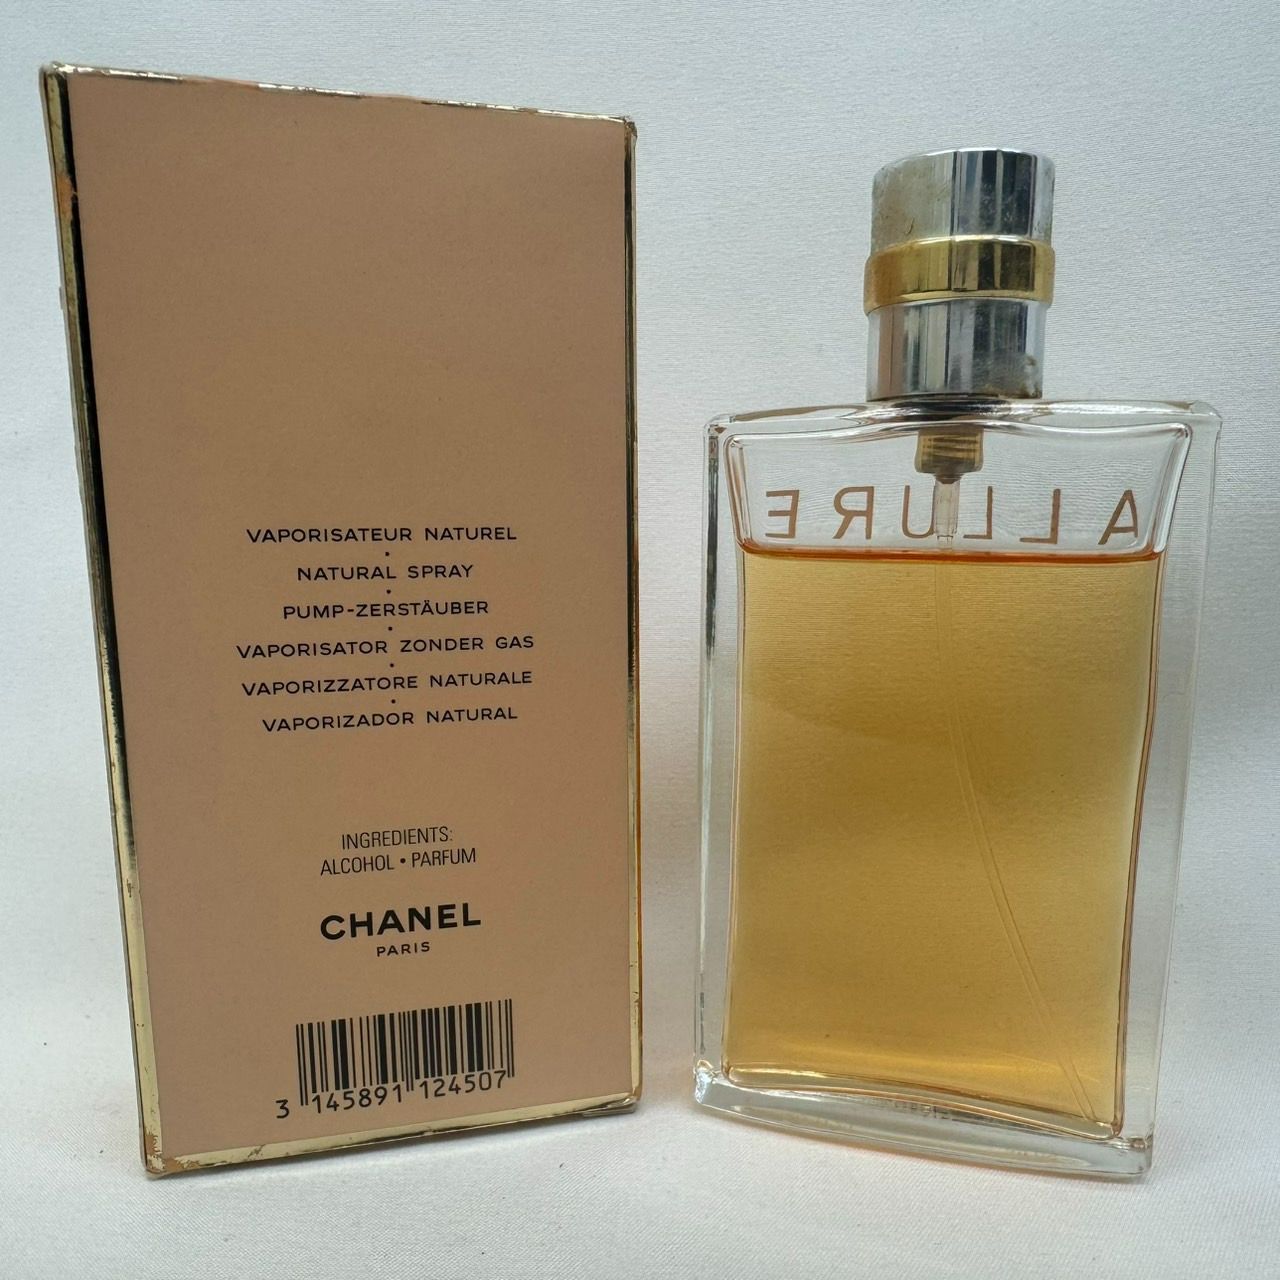 VAPORISATEUR NATUREL
•
NATURAL SPRAY
•
PUMP-ZERSTÄUBER
•
VAPORISATOR ZONDER GAS
•
VAPORIZZATORE NATURALE
•
VAPORIZADOR NATURAL
INGREDIENTS:
ALCOHOL • PARFUM
CHANEL
PARIS
3 145891 124507
ALLURE